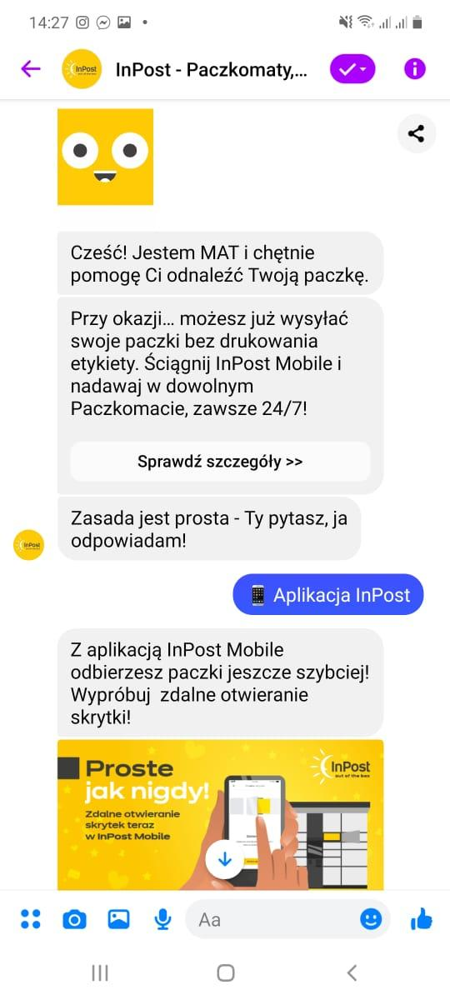 14:27
InPost - Paczkomaty,...
Cześć! Jestem MAT i chętnie
pomogę Ci odnaleźć Twoją paczkę.
Przy okazji... możesz już wysyłać
swoje paczki bez drukowania
etykiety. Ściągnij InPost Mobile i
nadawaj w dowolnym
Paczkomacie, zawsze 24/7!
Sprawdź szczegóły >>
Zasada jest prosta - Ty pytasz, ja
odpowiadam!
Aplikacja InPost
Z aplikacją InPost Mobile
odbierzesz paczki jeszcze szybciej!
Wypróbuj  zdalne otwieranie
skrytki!
Proste
jak nigdy!
Zdalne otwieranie
skrytek teraz
w InPost Mobile
InPost
out of the box
Aa